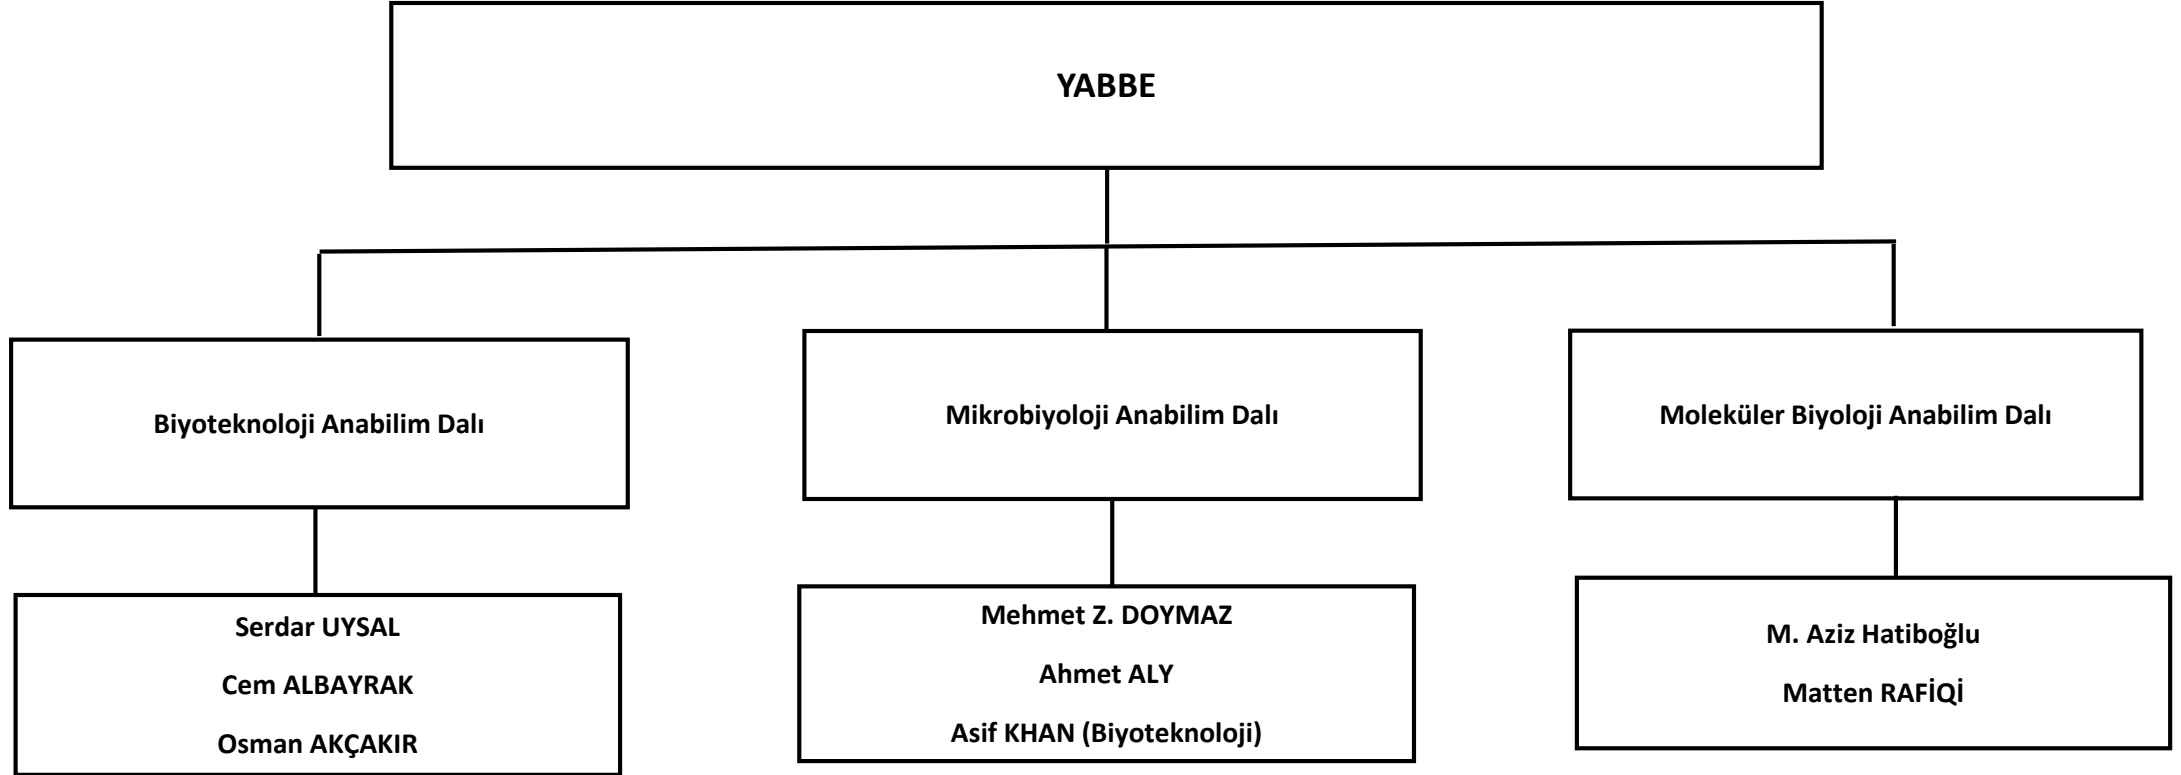 YABBE
Biyoteknoloji Anabilim Dalı
Mikrobiyoloji Anabilim Dalı
Moleküler Biyoloji Anabilim Dalı
Serdar UYSAL
Cem ALBAYRAK
Osman AKÇAKIR
Mehmet Z. DOYMAZ
Ahmet ALY
Asif KHAN (Biyoteknoloji)
M. Aziz Hatiboğlu
Matten RAFİQİ